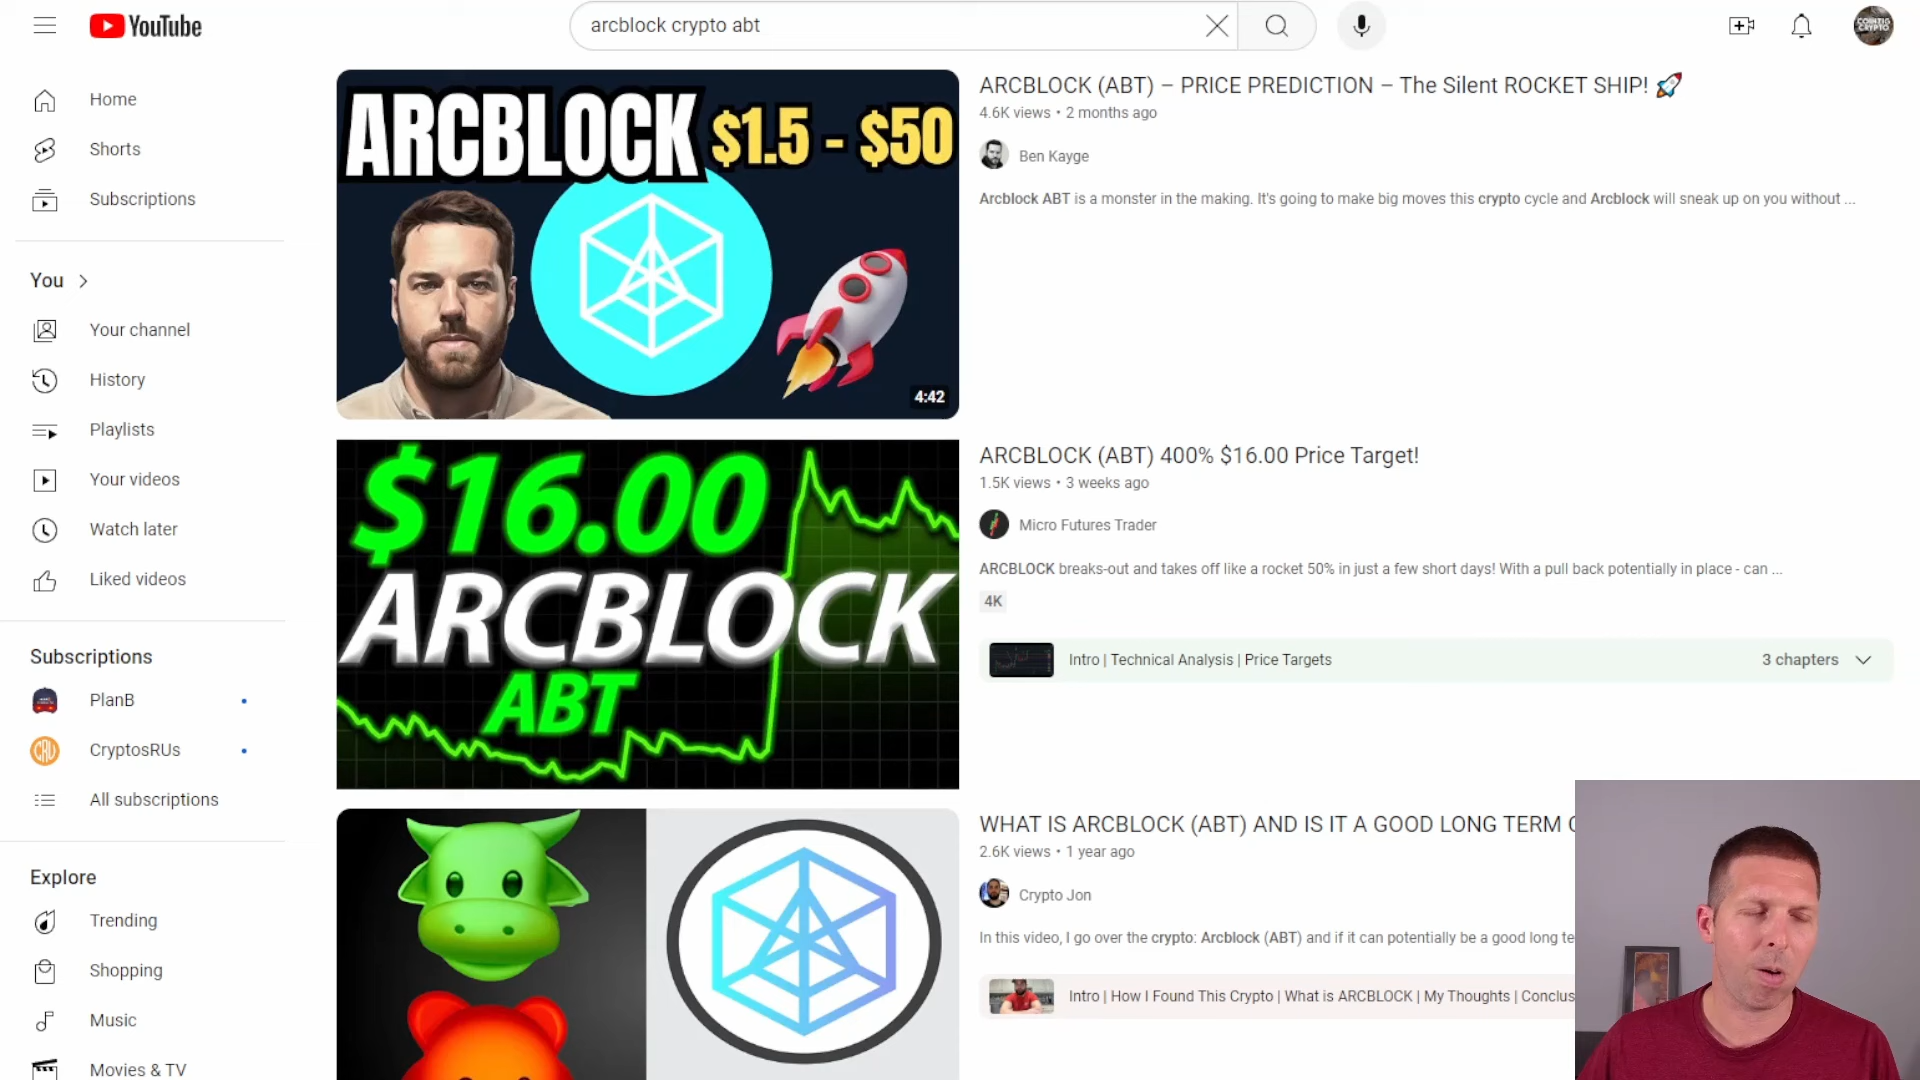 YouTube
arcblock crypto abt
COINTIG
CRYPTO
Home
Shorts
Subscriptions
You
Your channel
History
Playlists
Your videos
Watch later
Liked videos
Subscriptions
PlanB
CryptosRUs
All subscriptions
Explore
Trending
Shopping
Music
Movies & TV
ARCBLOCK $1.5 - $50
4:42
ARCBLOCK (ABT) – PRICE PREDICTION – The Silent ROCKET SHIP! 🚀
4.6K views • 2 months ago
Ben Kayge
Arcblock ABT is a monster in the making. It's going to make big moves this crypto cycle and Arcblock will sneak up on you without ...
$16.00
ARCBLOCK
ABT
ARCBLOCK (ABT) 400% $16.00 Price Target!
1.5K views • 3 weeks ago
Micro Futures Trader
ARCBLOCK breaks-out and takes off like a rocket 50% in just a few short days! With a pull back potentially in place - can ...
4K
Intro | Technical Analysis | Price Targets
3 chapters
WHAT IS ARCBLOCK (ABT) AND IS IT A GOOD LONG TERM
2.6K views • 1 year ago
Crypto Jon
In this video, I go over the crypto: Arcblock (ABT) and if it can potentially be a good long te
Intro | How I Found This Crypto | What is ARCBLOCK | My Thoughts | Conclus